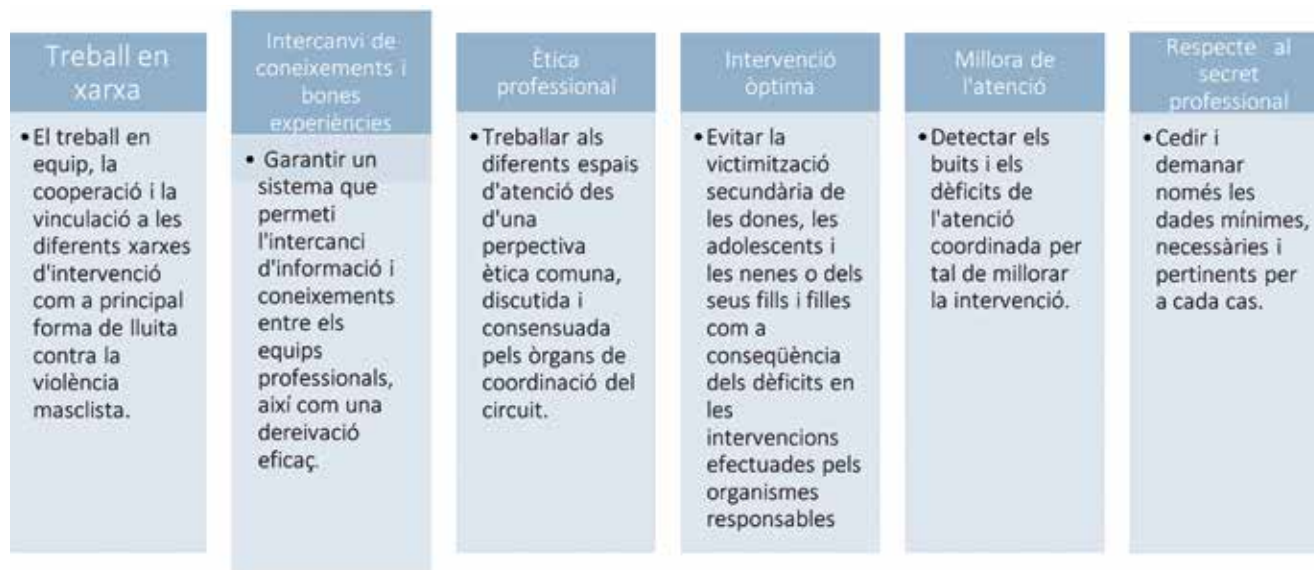 Treball en
xarxa
•El treball en
equip, la
cooperació i la
vinculació a les
diferents xarxes
d'intervenció
com a principal
forma de lluita
contra la
violència
masclista.
Intercanvi de
coneixements i
bones
experiències
• Garantir un
sistema que
permeti
l'intercanci
d'informació i
coneixements
entre els
equips
professionals,
així com una
dereivació
eficaç.
Ètica
professional
•Treballar als
diferents espais
d'atenció des
d'una
perpectiva
ètica comuna,
discutida i
consensuada
pels òrgans de
coordinació del
circuit.
Intervenció
òptima
•Evitar la
victimització
secundària de
les dones, les
adolescents i
les nenes o dels
seus fills i filles
com a
conseqüència
dels dèficits en
les
intervencions
efectuades pels
organismes
responsables
Millora de
l'atenció
•Detectar els
buits i els
dèficits de
l'atenció
coordinada per
tal de millorar
la intervenció.
Respecte al
secret
professional
•Cedir i
demanar
només les
dades mínimes,
necessàries i
pertinents per
a cada cas.